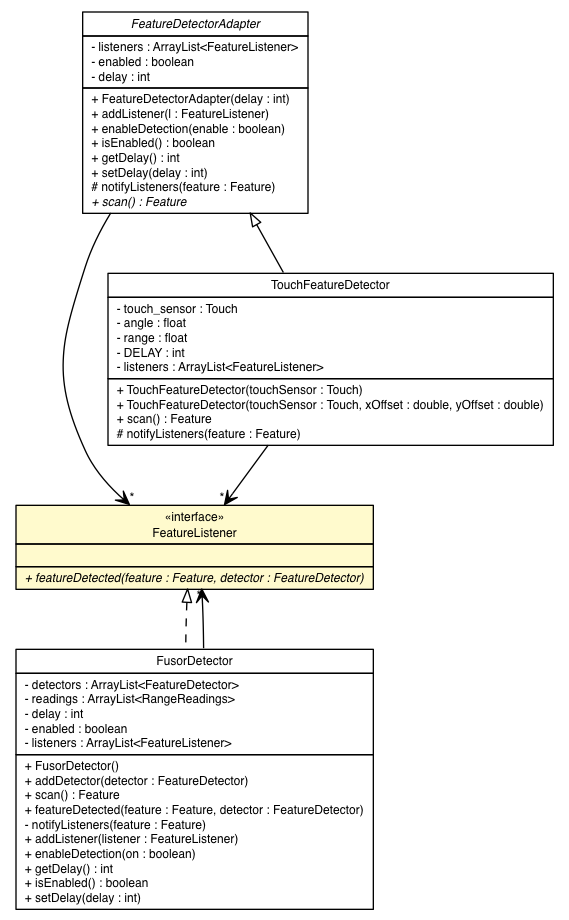 FeatureDetectorAdapter
- listeners : ArrayList<FeatureListener>
- enabled : boolean
- delay : int
+ FeatureDetectorAdapter(delay : int)
+ addListener(l : FeatureListener)
+ enableDetection(enable : boolean)
+ isEnabled() : boolean
+ getDelay() : int
+ setDelay(delay : int)
# notifyListeners(feature : Feature)
+ scan() : Feature
TouchFeatureDetector
- touch_sensor : Touch
- angle : float
- range : float
- DELAY : int
- listeners : ArrayList<FeatureListener>
+ TouchFeatureDetector(touchSensor : Touch)
+ TouchFeatureDetector(touchSensor : Touch, xOffset : double, yOffset : double)
+ scan() : Feature
# notifyListeners(feature : Feature)
* *
«interface»
FeatureListener
+ featureDetected(feature : Feature, detector : FeatureDetector)
*
FusorDetector
- detectors : ArrayList<FeatureDetector>
- readings : ArrayList<RangeReadings>
- delay : int
- enabled : boolean
- listeners : ArrayList<FeatureListener>
+ FusorDetector()
+ addDetector(detector : FeatureDetector)
+ scan() : Feature
+ featureDetected(feature : Feature, detector : FeatureDetector)
- notifyListeners(feature : Feature)
+ addListener(listener : FeatureListener)
+ enableDetection(on : boolean)
+ getDelay() : int
+ isEnabled() : boolean
+ setDelay(delay : int)